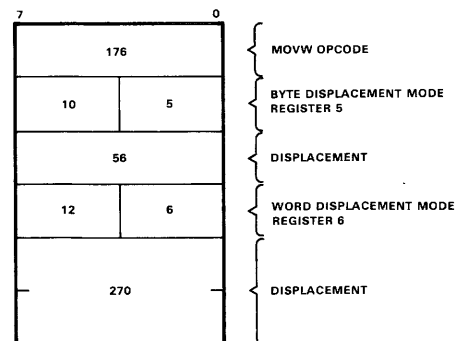 7 0
176 MOVW OPCODE
10 5 BYTE DISPLACEMENT MODE
REGISTER 5
56 DISPLACEMENT
12 6 WORD DISPLACEMENT MODE
REGISTER 6
270 DISPLACEMENT